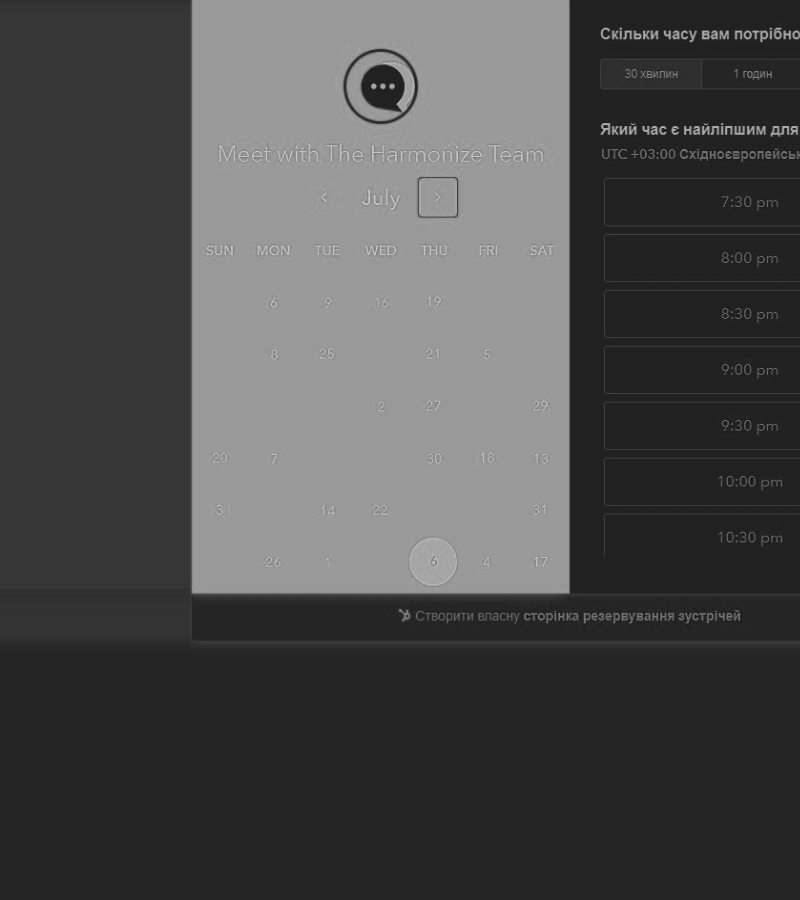 Meet with The Harmonize Team
July
SUN MON TUE WED THU FRI SAT
6 9 16 19
8 25 21 5
2 27 29
20 7 30 18 13
31 14 22 31
26 1 6 4 17
Скільки часу вам потрібно
30 хвилин 1 годин
Який час є найліпшим для
UTC +03:00 Східноєвропейськ
7:30 pm
8:00 pm
8:30 pm
9:00 pm
9:30 pm
10:00 pm
10:30 pm
Створити власну сторінка резервування зустрічей